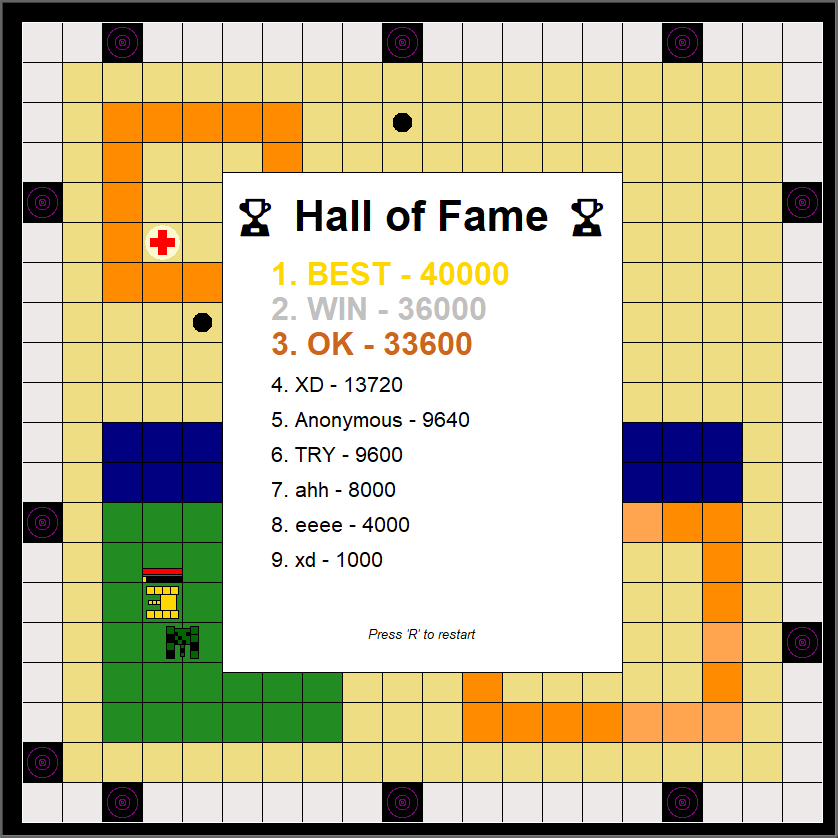 Hall of Fame
1. BEST - 40000
2. WIN - 36000
3. OK - 33600
4. XD - 13720
5. Anonymous - 9640
6. TRY - 9600
7. ahh - 8000
8. eeee - 4000
9. xd - 1000
Press 'R' to restart